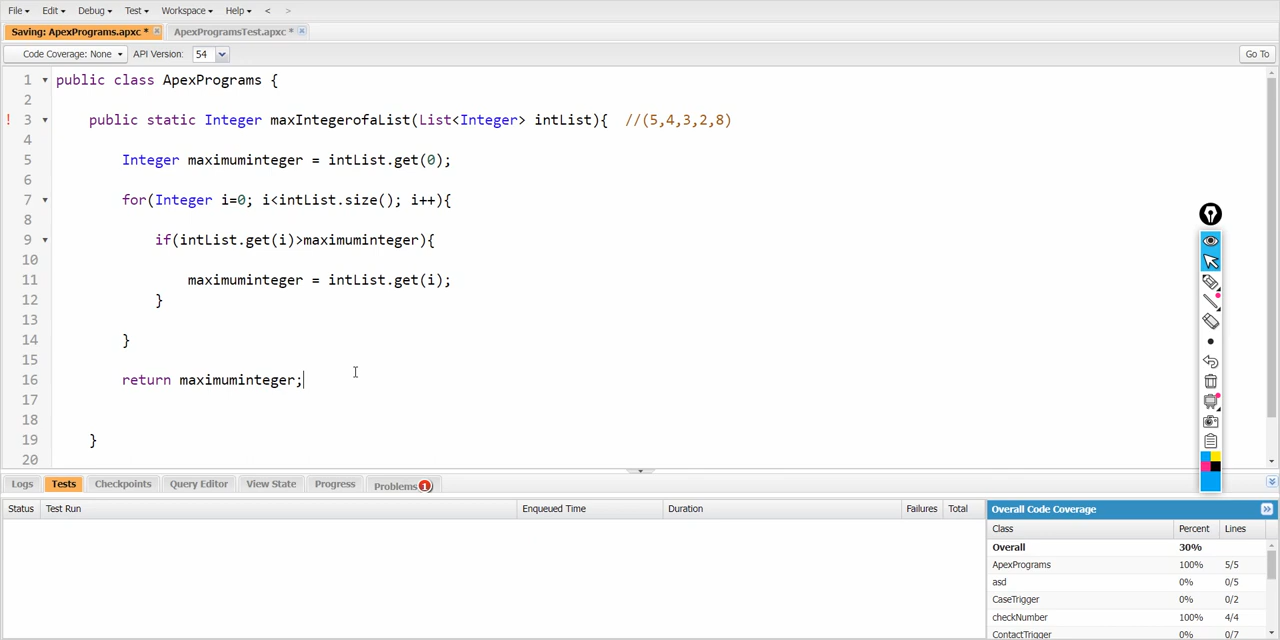 File Edit Debug Test Workspace Help < >
Saving: ApexPrograms.apxc * ApexProgramsTest.apxc *
Code Coverage: None API Version: 54 Go To
1 public class ApexPrograms {
2
! 3 public static Integer maxIntegerofaList(List<Integer> intList){ //(5,4,3,2,8)
4
5 Integer maximuminteger = intList.get(0);
6
7 for(Integer i=0; i<intList.size(); i++){
8
9 if(intList.get(i)>maximuminteger){
10
11 maximuminteger = intList.get(i);
12 }
13
14 }
15
16 return maximuminteger;
17
18
19 }
20
Logs Tests Checkpoints Query Editor View State Progress Problems 1
Status Test Run Enqueued Time Duration Failures Total
Overall Code Coverage
Class Percent Lines
Overall 30%
ApexPrograms 100% 5/5
asd 0% 0/5
CaseTrigger 0% 0/2
checkNumber 100% 4/4
ContactTrigger 0% 0/7